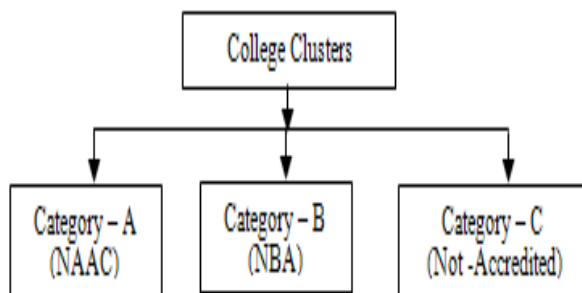 College Clusters
Category – A
(NAAC)
Category – B
(NBA)
Category – C
(Not -Accredited)